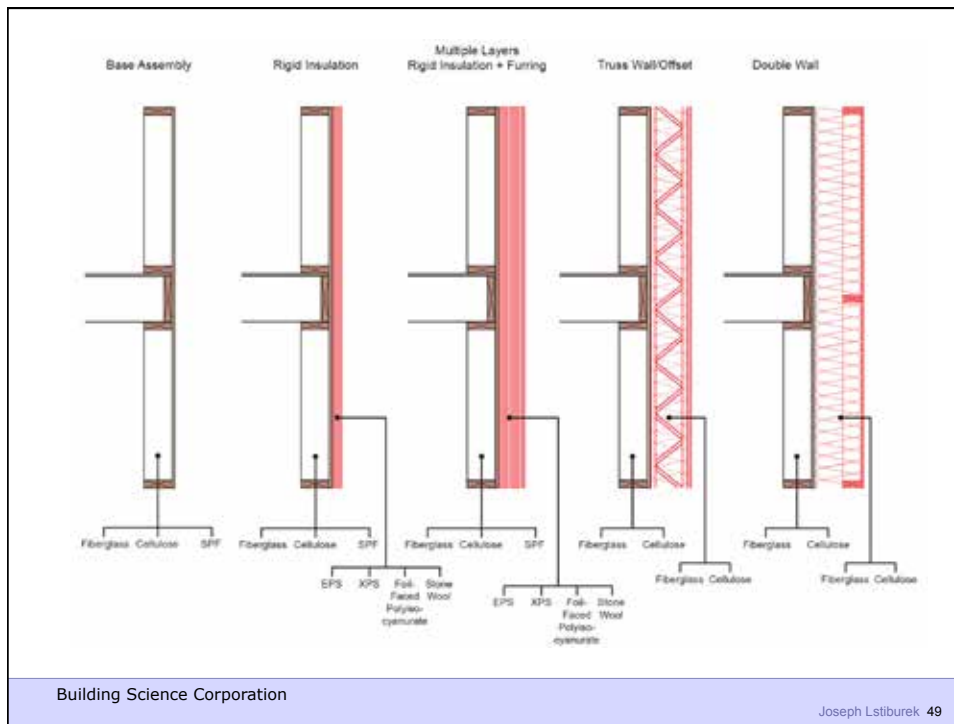 Base Assembly
Rigid Insulation
Multiple Layers
Rigid Insulation + Furring
Truss Wall/Offset
Double Wall
Fiberglass Cellulose SPF
Fiberglass Cellulose SPF
EPS XPS Foil- Stone
Faced Wool
Polyiso-
cyanurate
Fiberglass Cellulose SPF
EPS XPS Foil- Stone
Faced Wool
Polyiso-
cyanurate
Fiberglass Cellulose
Fiberglass Cellulose
Fiberglass Cellulose
Fiberglass Cellulose
Building Science Corporation
Joseph Lstiburek 49